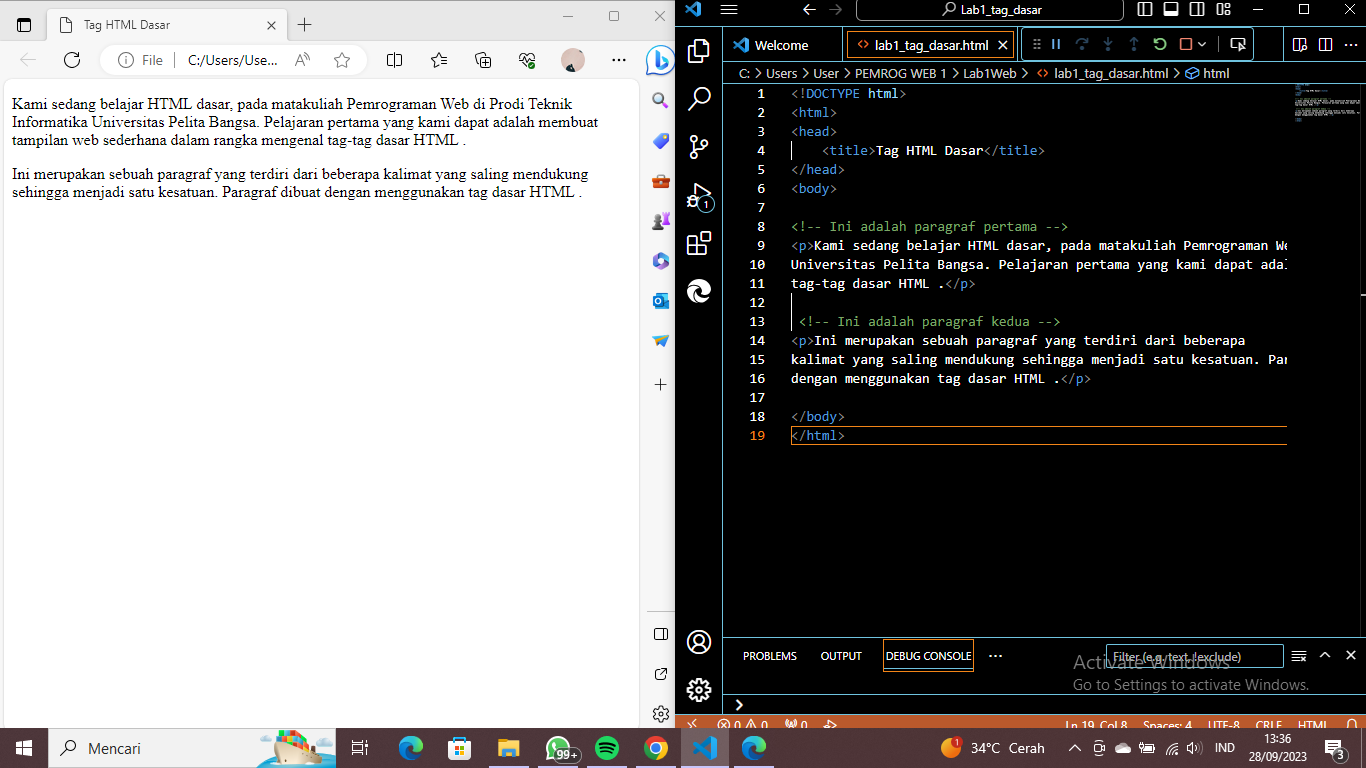 Tag HTML Dasar
File
C:/Users/Use...
Kami sedang belajar HTML dasar, pada matakuliah Pemrograman Web di Prodi Teknik
Informatika Universitas Pelita Bangsa. Pelajaran pertama yang kami dapat adalah membuat
tampilan web sederhana dalam rangka mengenal tag-tag dasar HTML .
Ini merupakan sebuah paragraf yang terdiri dari beberapa kalimat yang saling mendukung
sehingga menjadi satu kesatuan. Paragraf dibuat dengan menggunakan tag dasar HTML .
Lab1_tag_dasar
Welcome
lab1_tag_dasar.html
C: > Users > User > PEMROG WEB 1 > Lab1Web > lab1_tag_dasar.html > html
1 <!DOCTYPE html>
2 <html>
3 <head>
4 <title>Tag HTML Dasar</title>
5 </head>
6 <body>
7
8 <!-- Ini adalah paragraf pertama -->
9 <p>Kami sedang belajar HTML dasar, pada matakuliah Pemrograman We
10 Universitas Pelita Bangsa. Pelajaran pertama yang kami dapat adal
11 tag-tag dasar HTML .</p>
12
13 <!-- Ini adalah paragraf kedua -->
14 <p>Ini merupakan sebuah paragraf yang terdiri dari beberapa
15 kalimat yang saling mendukung sehingga menjadi satu kesatuan. Par
16 dengan menggunakan tag dasar HTML .</p>
17
18 </body>
19 </html>
1
PROBLEMS OUTPUT DEBUG CONSOLE ...
Filter (e.g. text, !exclude)
Activate Windows
Go to Settings to activate Windows.
0 0 0 Ln 19, Col 8 Spaces: 4 UTF-8 CRLF HTML
Mencari
99+
1
34°C Cerah
IND
13:36
28/09/2023
3